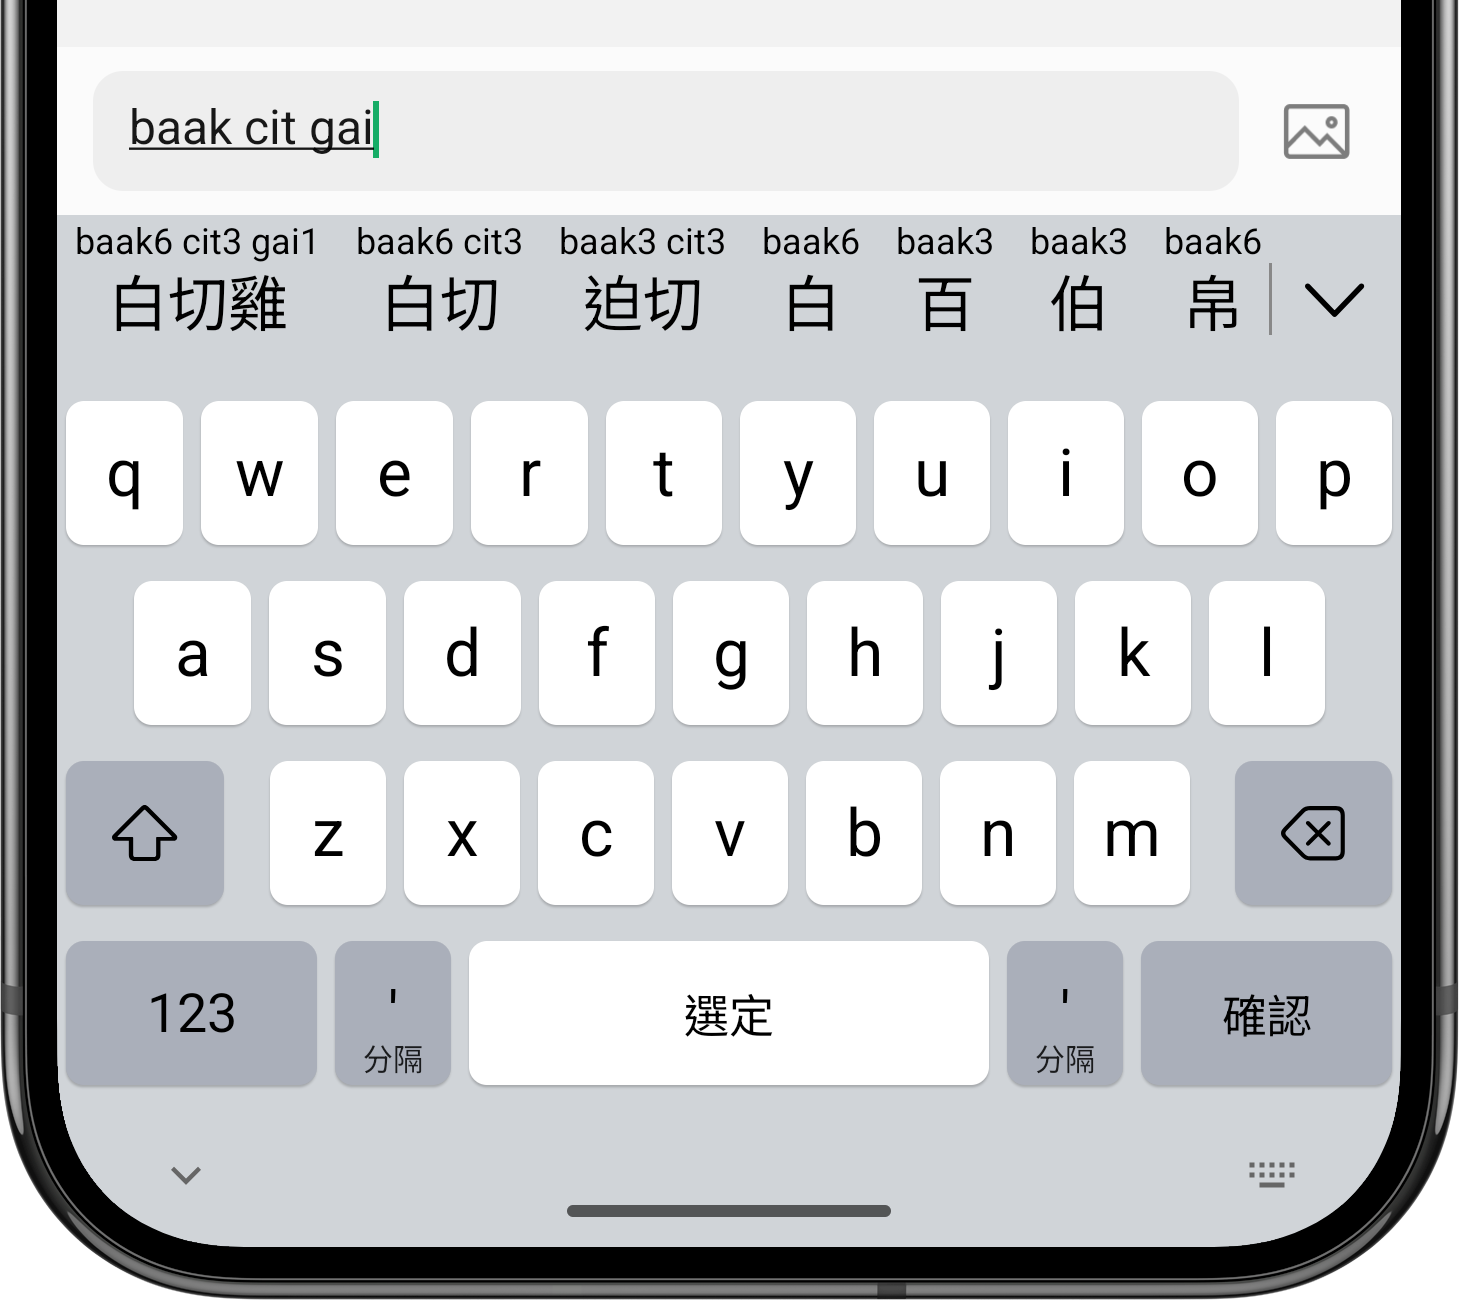 baak cit gai
baak6 cit3 gai1 baak6 cit3 baak3 cit3 baak6 baak3 baak3 baak6
白切雞 白切 迫切 白 百 伯 帛
q w e r t y u i o p
a s d f g h j k l
z x c v b n m
123 ' 選定 ' 確認
分隔 分隔